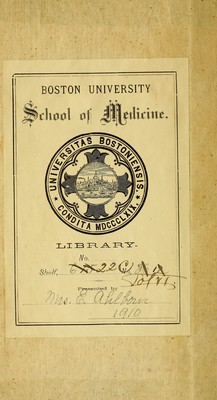 BOSTON UNIVERSITY
School of Medicine.
UNIVERSITAS BOSTONIENSIS
* CONDITA MDCCCLXIX. *
LIBRARY.
No.
Shelf,
Presented by
Mrs. E. Ahlborn
1910